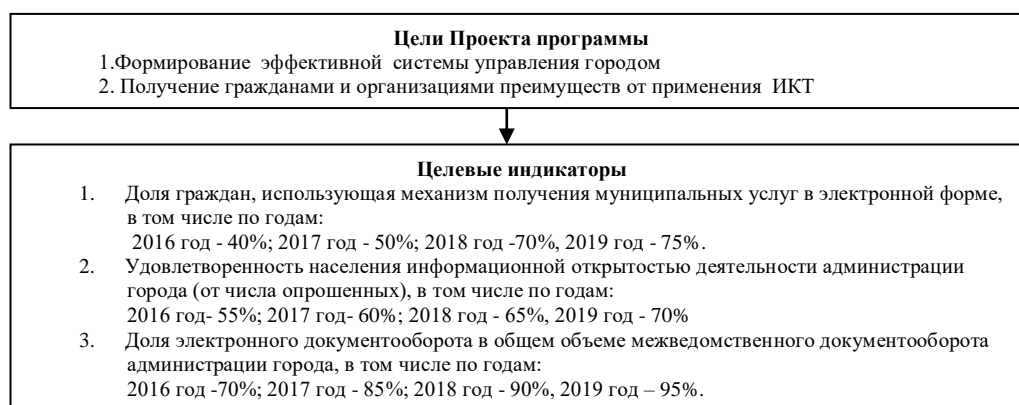 Цели Проекта программы
1.Формирование эффективной системы управления городом
2. Получение гражданами и организациями преимуществ от применения ИКТ
Целевые индикаторы
1. Доля граждан, использующая механизм получения муниципальных услуг в электронной форме,
в том числе по годам:
2016 год - 40%; 2017 год - 50%; 2018 год -70%, 2019 год - 75%.
2. Удовлетворенность населения информационной открытостью деятельности администрации
города (от числа опрошенных), в том числе по годам:
2016 год- 55%; 2017 год- 60%; 2018 год - 65%, 2019 год - 70%
3. Доля электронного документооборота в общем объеме межведомственного документооборота
администрации города, в том числе по годам:
2016 год -70%; 2017 год - 85%; 2018 год - 90%, 2019 год – 95%.